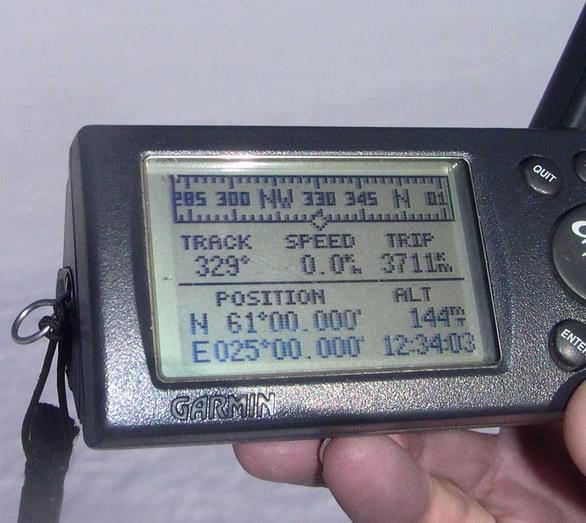 285 300 NW 330 345 N 01
TRACK SPEED TRIP
329° 0.0 3711
POSITION ALT
N 61°00.000' 144
E025°00.000' 12:34:03
GARMIN
QUIT